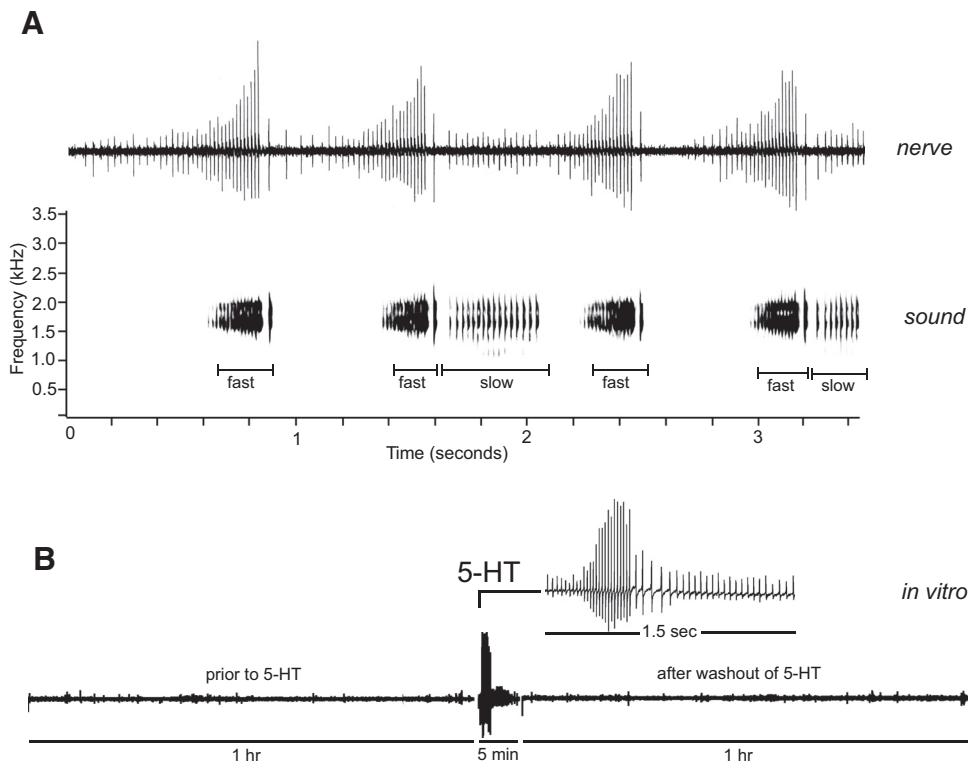 A
nerve
3.5
3.0
2.5
2.0
1.5
1.0
0.5
Frequency (kHz)
sound
fast
fast
slow
fast
fast
slow
0
1
2
3
Time (seconds)
B
5-HT
in vitro
1.5 sec
prior to 5-HT
after washout of 5-HT
1 hr
5 min
1 hr